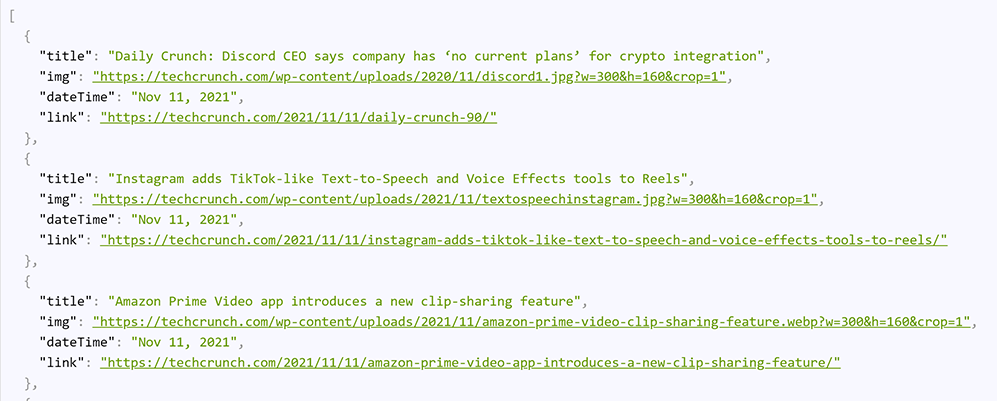 [
{
"title": "Daily Crunch: Discord CEO says company has ‘no current plans’ for crypto integration",
"img": "https://techcrunch.com/wp-content/uploads/2020/11/discord1.jpg?w=300&h=160&crop=1",
"dateTime": "Nov 11, 2021",
"link": "https://techcrunch.com/2021/11/11/daily-crunch-90/"
},
{
"title": "Instagram adds TikTok-like Text-to-Speech and Voice Effects tools to Reels",
"img": "https://techcrunch.com/wp-content/uploads/2021/11/textospeechinstagram.jpg?w=300&h=160&crop=1",
"dateTime": "Nov 11, 2021",
"link": "https://techcrunch.com/2021/11/11/instagram-adds-tiktok-like-text-to-speech-and-voice-effects-tools-to-reels/"
},
{
"title": "Amazon Prime Video app introduces a new clip-sharing feature",
"img": "https://techcrunch.com/wp-content/uploads/2021/11/amazon-prime-video-clip-sharing-feature.webp?w=300&h=160&crop=1",
"dateTime": "Nov 11, 2021",
"link": "https://techcrunch.com/2021/11/11/amazon-prime-video-app-introduces-a-new-clip-sharing-feature/"
},